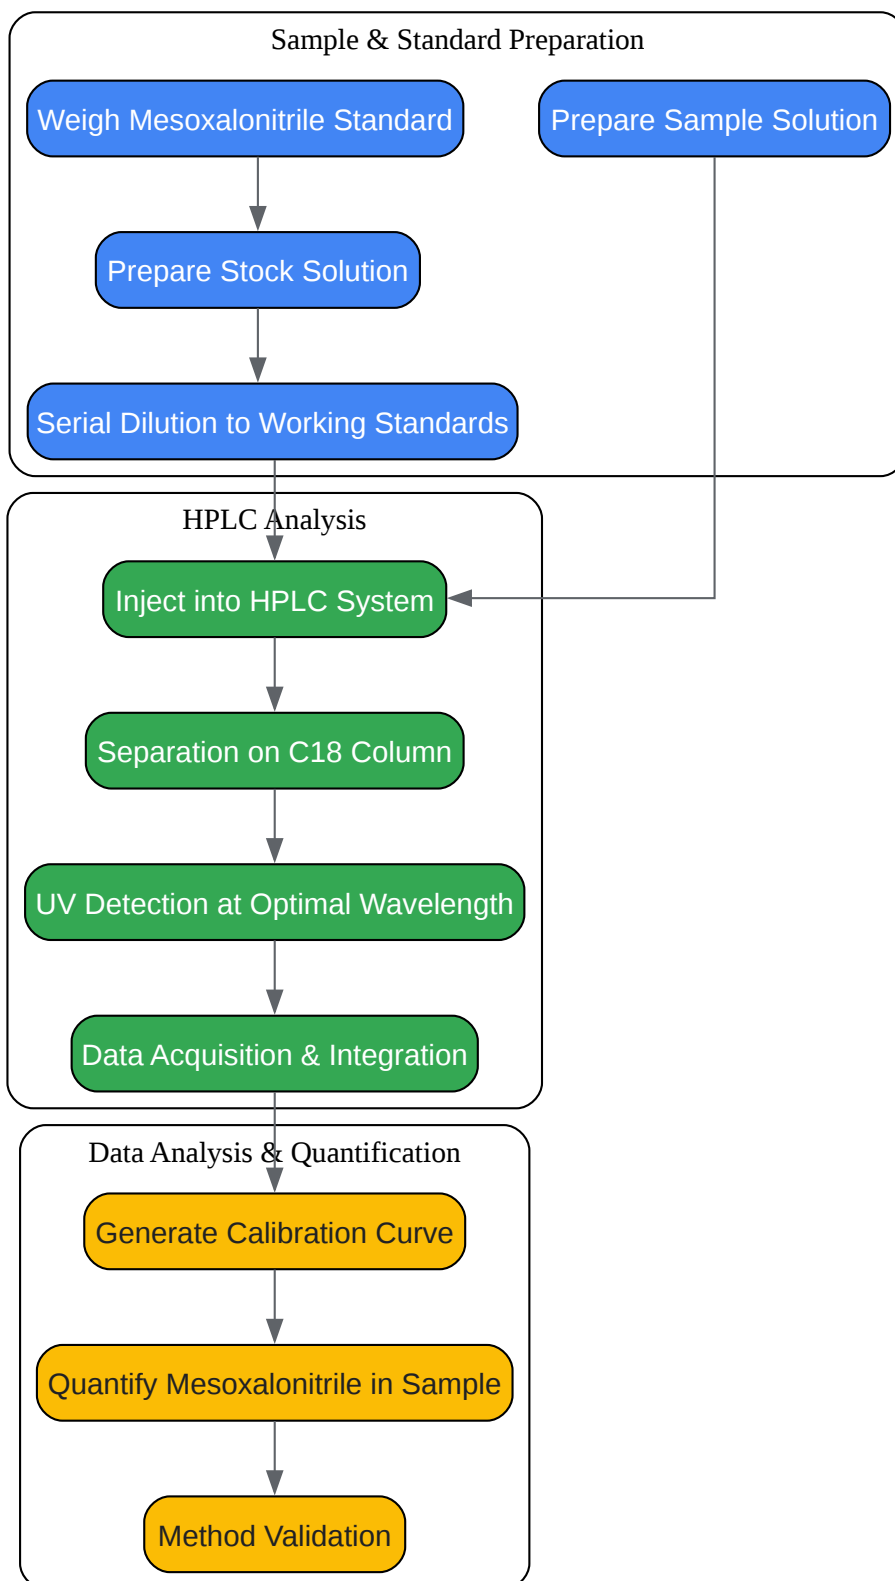 Sample & Standard Preparation
Weigh Mesoxalonitrile Standard
Prepare Sample Solution
Prepare Stock Solution
Serial Dilution to Working Standards
HPLC Analysis
Inject into HPLC System
Separation on C18 Column
UV Detection at Optimal Wavelength
Data Acquisition & Integration
Data Analysis & Quantification
Generate Calibration Curve
Quantify Mesoxalonitrile in Sample
Method Validation